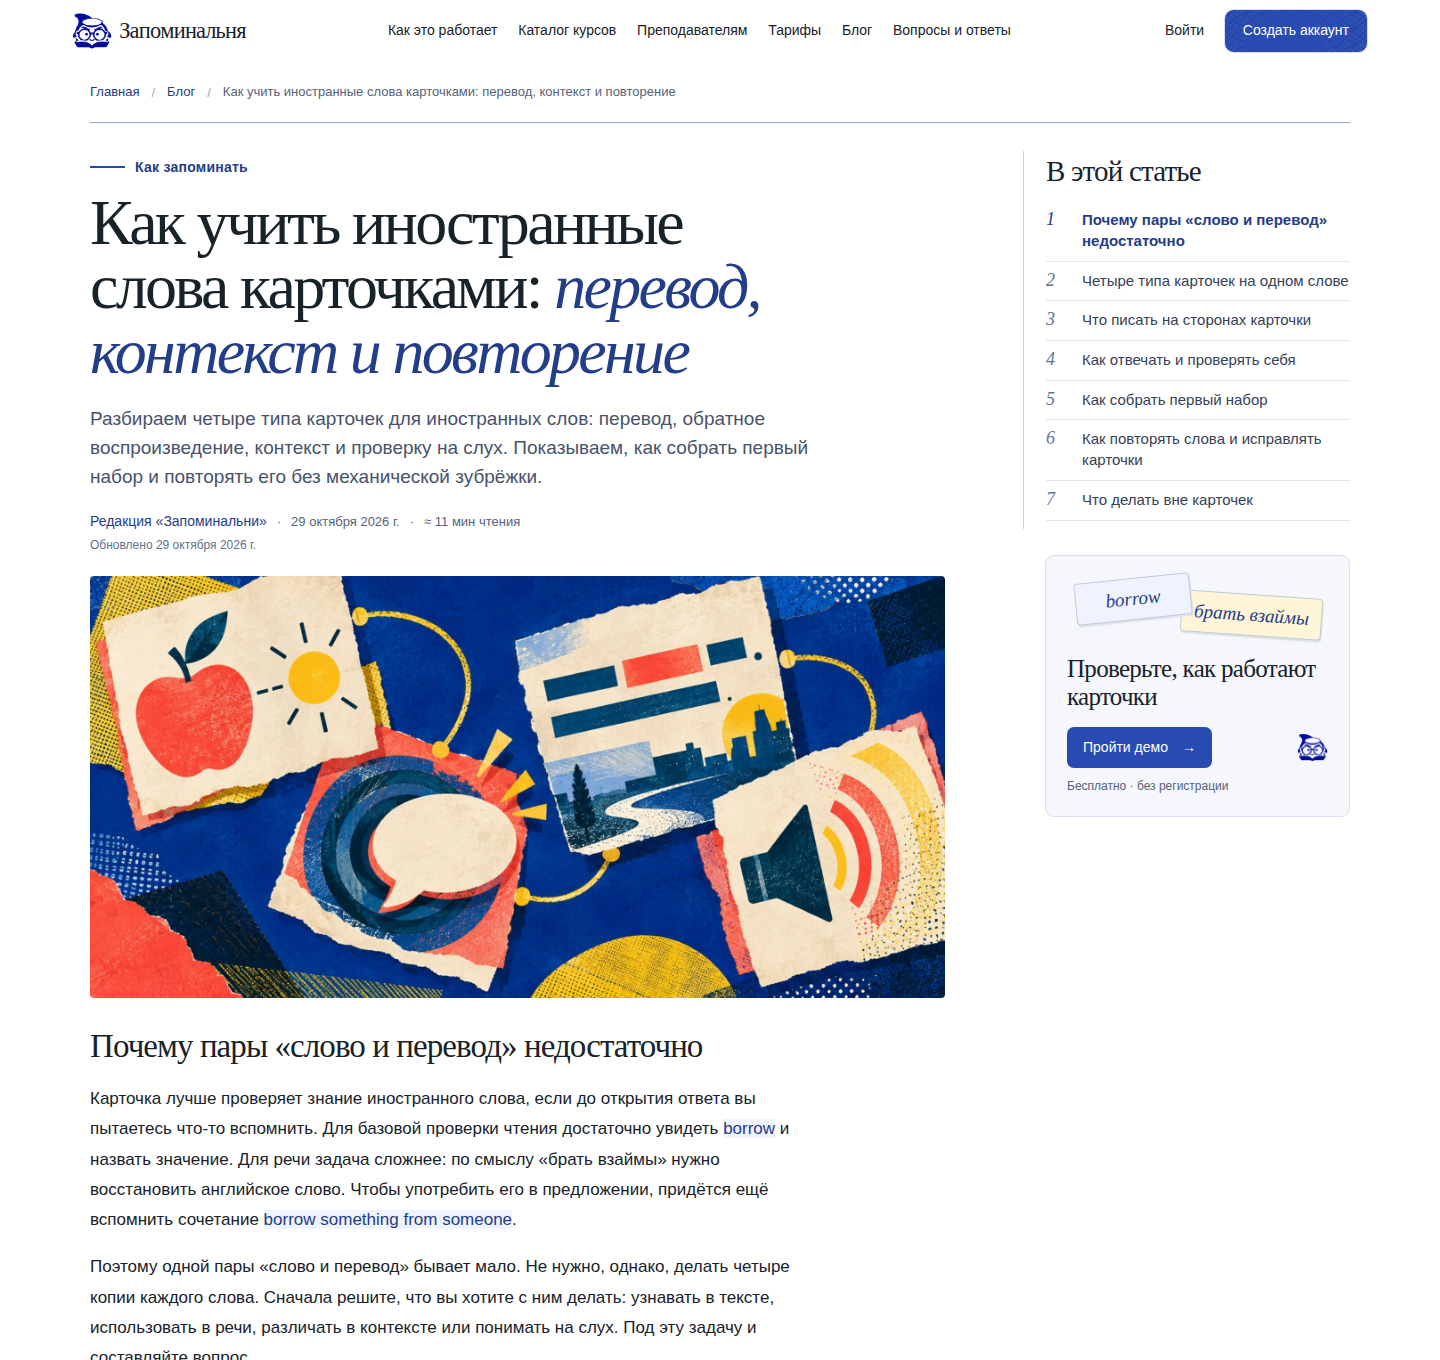 Запоминальня
Как это работает Каталог курсов Преподавателям Тарифы Блог Вопросы и ответы
Войти Создать аккаунт
Главная / Блог / Как учить иностранные слова карточками: перевод, контекст и повторение
Как запоминать
Как учить иностранные
слова карточками: перевод,
контекст и повторение
Разбираем четыре типа карточек для иностранных слов: перевод, обратное
воспроизведение, контекст и проверку на слух. Показываем, как собрать первый
набор и повторять его без механической зубрёжки.
Редакция «Запоминальни» · 29 октября 2026 г. · ≈ 11 мин чтения
Обновлено 29 октября 2026 г.
Почему пары «слово и перевод» недостаточно
Карточка лучше проверяет знание иностранного слова, если до открытия ответа вы
пытаетесь что-то вспомнить. Для базовой проверки чтения достаточно увидеть borrow и
назвать значение. Для речи задача сложнее: по смыслу «брать взаймы» нужно
восстановить английское слово. Чтобы употребить его в предложении, придётся ещё
вспомнить сочетание borrow something from someone.
Поэтому одной пары «слово и перевод» бывает мало. Не нужно, однако, делать четыре
копии каждого слова. Сначала решите, что вы хотите с ним делать: узнавать в тексте,
использовать в речи, различать в контексте или понимать на слух. Под эту задачу и
составляйте вопрос.
В этой статье
1 Почему пары «слово и перевод»
недостаточно
2 Четыре типа карточек на одном слове
3 Что писать на сторонах карточки
4 Как отвечать и проверять себя
5 Как собрать первый набор
6 Как повторять слова и исправлять
карточки
7 Что делать вне карточек
borrow
брать взаймы
Проверьте, как работают
карточки
Пройти демо →
Бесплатно · без регистрации